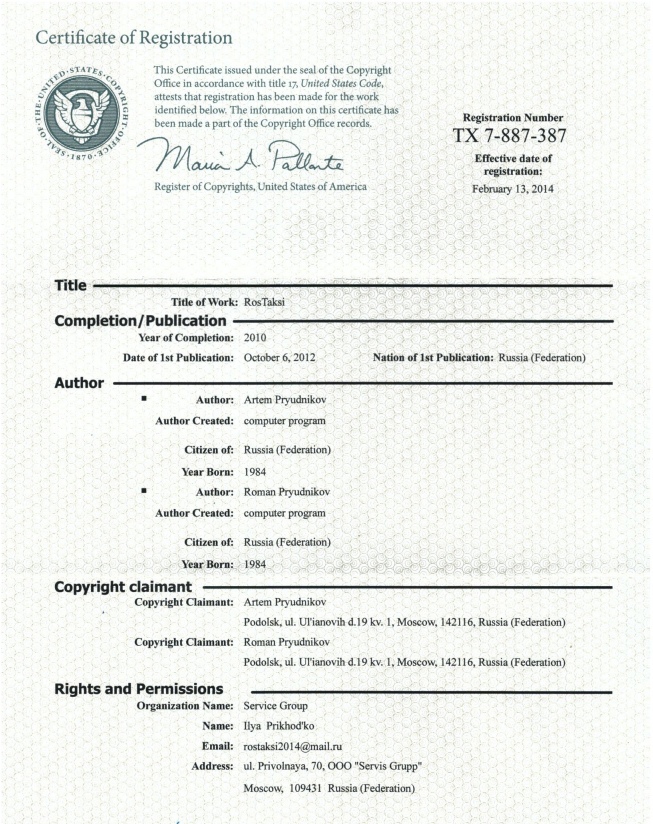 Certificate of Registration
This Certificate issued under the seal of the Copyright
Office in accordance with title 17, United States Code,
attests that registration has been made for the work
identified below. The information on this certificate has
been made a part of the Copyright Office records.
THE·UNITED·STATES·COPYRIGHT·OFFICE·SEAL·OF·
·1870·
Maria A. Pallante
Register of Copyrights, United States of America
Registration Number
TX 7-887-387
Effective date of
registration:
February 13, 2014
Title
Title of Work: RosTaksi
Completion/Publication
Year of Completion: 2010
Date of 1st Publication: October 6, 2012 Nation of 1st Publication: Russia (Federation)
Author
Author: Artem Pryudnikov
Author Created: computer program
Citizen of: Russia (Federation)
Year Born: 1984
Author: Roman Pryudnikov
Author Created: computer program
Citizen of: Russia (Federation)
Year Born: 1984
Copyright claimant
Copyright Claimant: Artem Pryudnikov
Podolsk, ul. Ul'ianovih d.19 kv. 1, Moscow, 142116, Russia (Federation)
Copyright Claimant: Roman Pryudnikov
Podolsk, ul. Ul'ianovih d.19 kv. 1, Moscow, 142116, Russia (Federation)
Rights and Permissions
Organization Name: Service Group
Name: Ilya Prikhod'ko
Email: rostaksi2014@mail.ru
Address: ul. Privolnaya, 70, OOO "Servis Grupp"
Moscow, 109431 Russia (Federation)